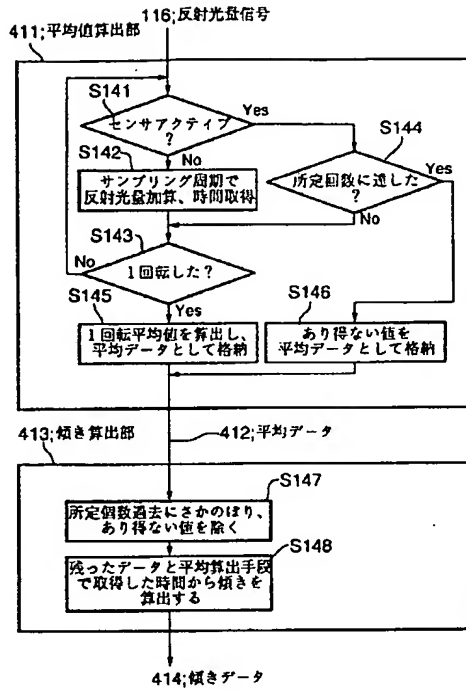 116;反射光量信号
411;平均値算出部
S141
センサアクティブ
?
Yes
S144
S142
No
Yes
サンプリング周期で
反射光量加算、時間取得
所定回数に達した
?
S143
No
No
1回転した?
S145
Yes
S146
1回転平均値を算出し、
平均データとして格納
あり得ない値を
平均データとして格納
413;傾き算出部
412;平均データ
S147
所定個数過去にさかのぼり、
あり得ない値を除く
S148
残ったデータと平均算出手段
で取得した時間から傾きを
算出する
414;傾きデータ